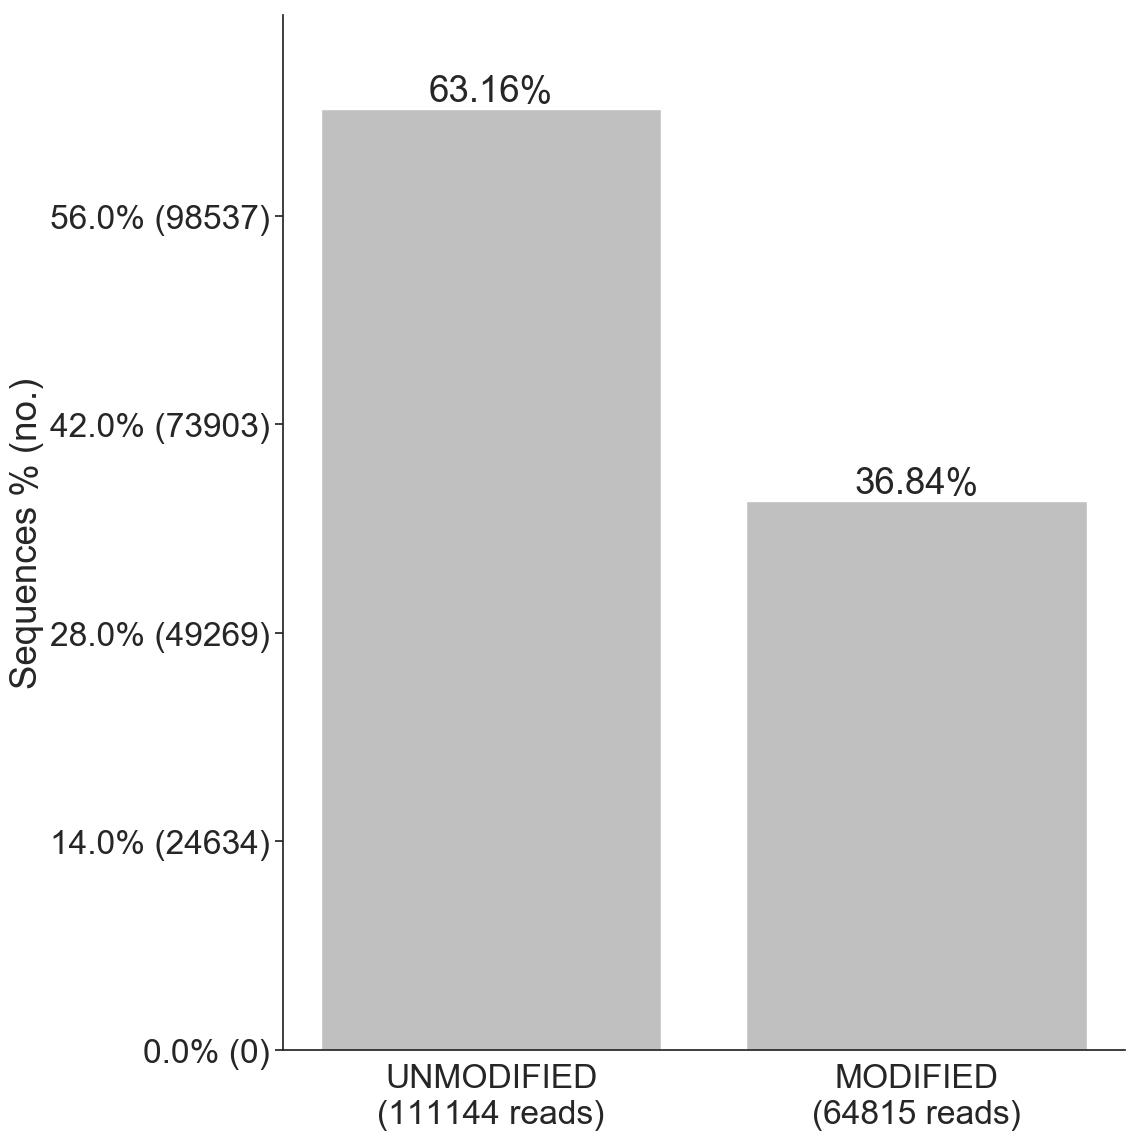 63.16%
56.0% (98537)
42.0% (73903)
36.84%
Sequences % (no.)
28.0% (49269)
14.0% (24634)
0.0% (0)
UNMODIFIED
(111144 reads)
MODIFIED
(64815 reads)